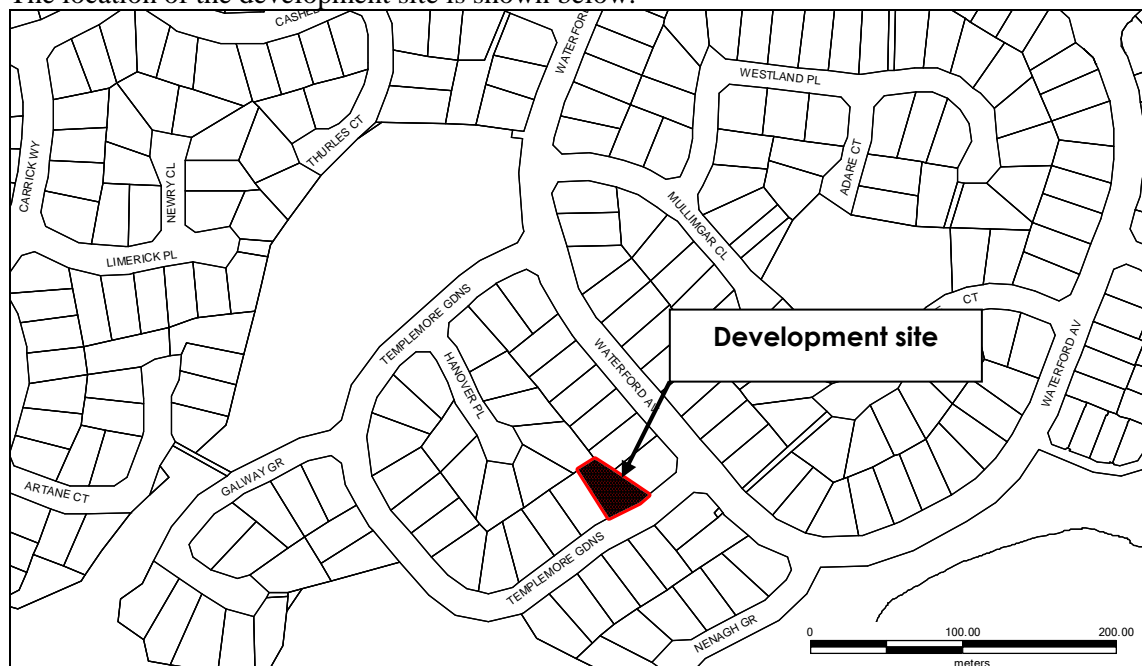 The location of the development site is shown below.
CASHE
WATERFORD
WESTLAND PL
THURLES CT
CARRICK WY
NEWRY CL
ADARE CT
MULLIMGAR CL
LIMERICK PL
TEMPLEMORE GDNS
CT
Development site
HANOVER PL
WATERFORD AV
WATERFORD AV
GALWAY GR
ARTANE CT
TEMPLEMORE GDNS
NENAGH GR
0 100.00 200.00
meters